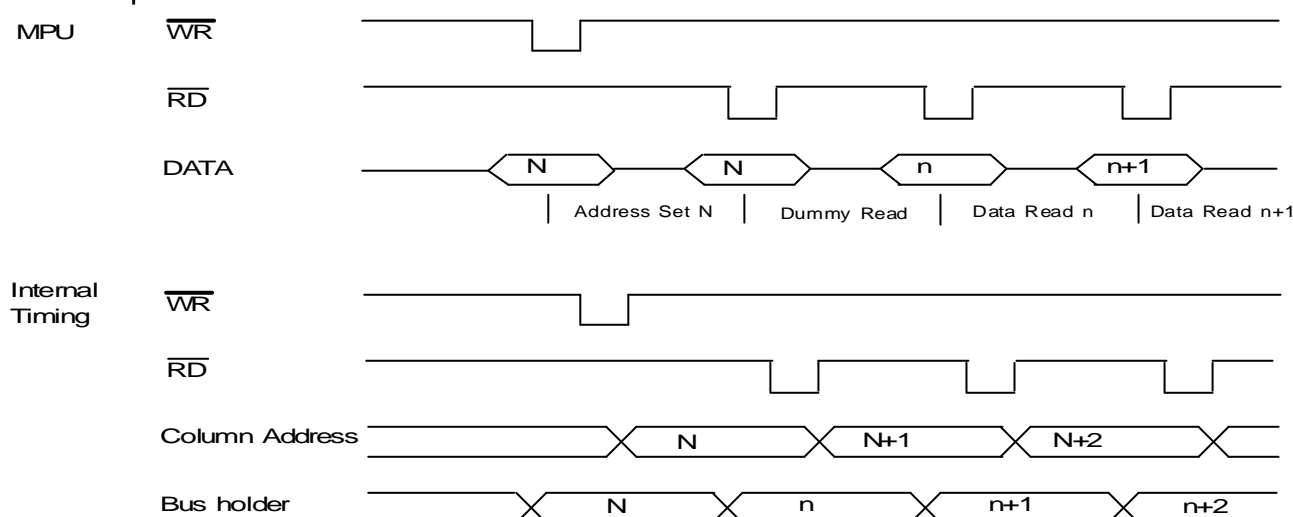 MPU WR
RD
DATA N N n n+1
Address Set N Dummy Read Data Read n Data Read n+1
Internal Timing WR
RD
Column Address N N+1 N+2
Bus holder N n n+1 n+2